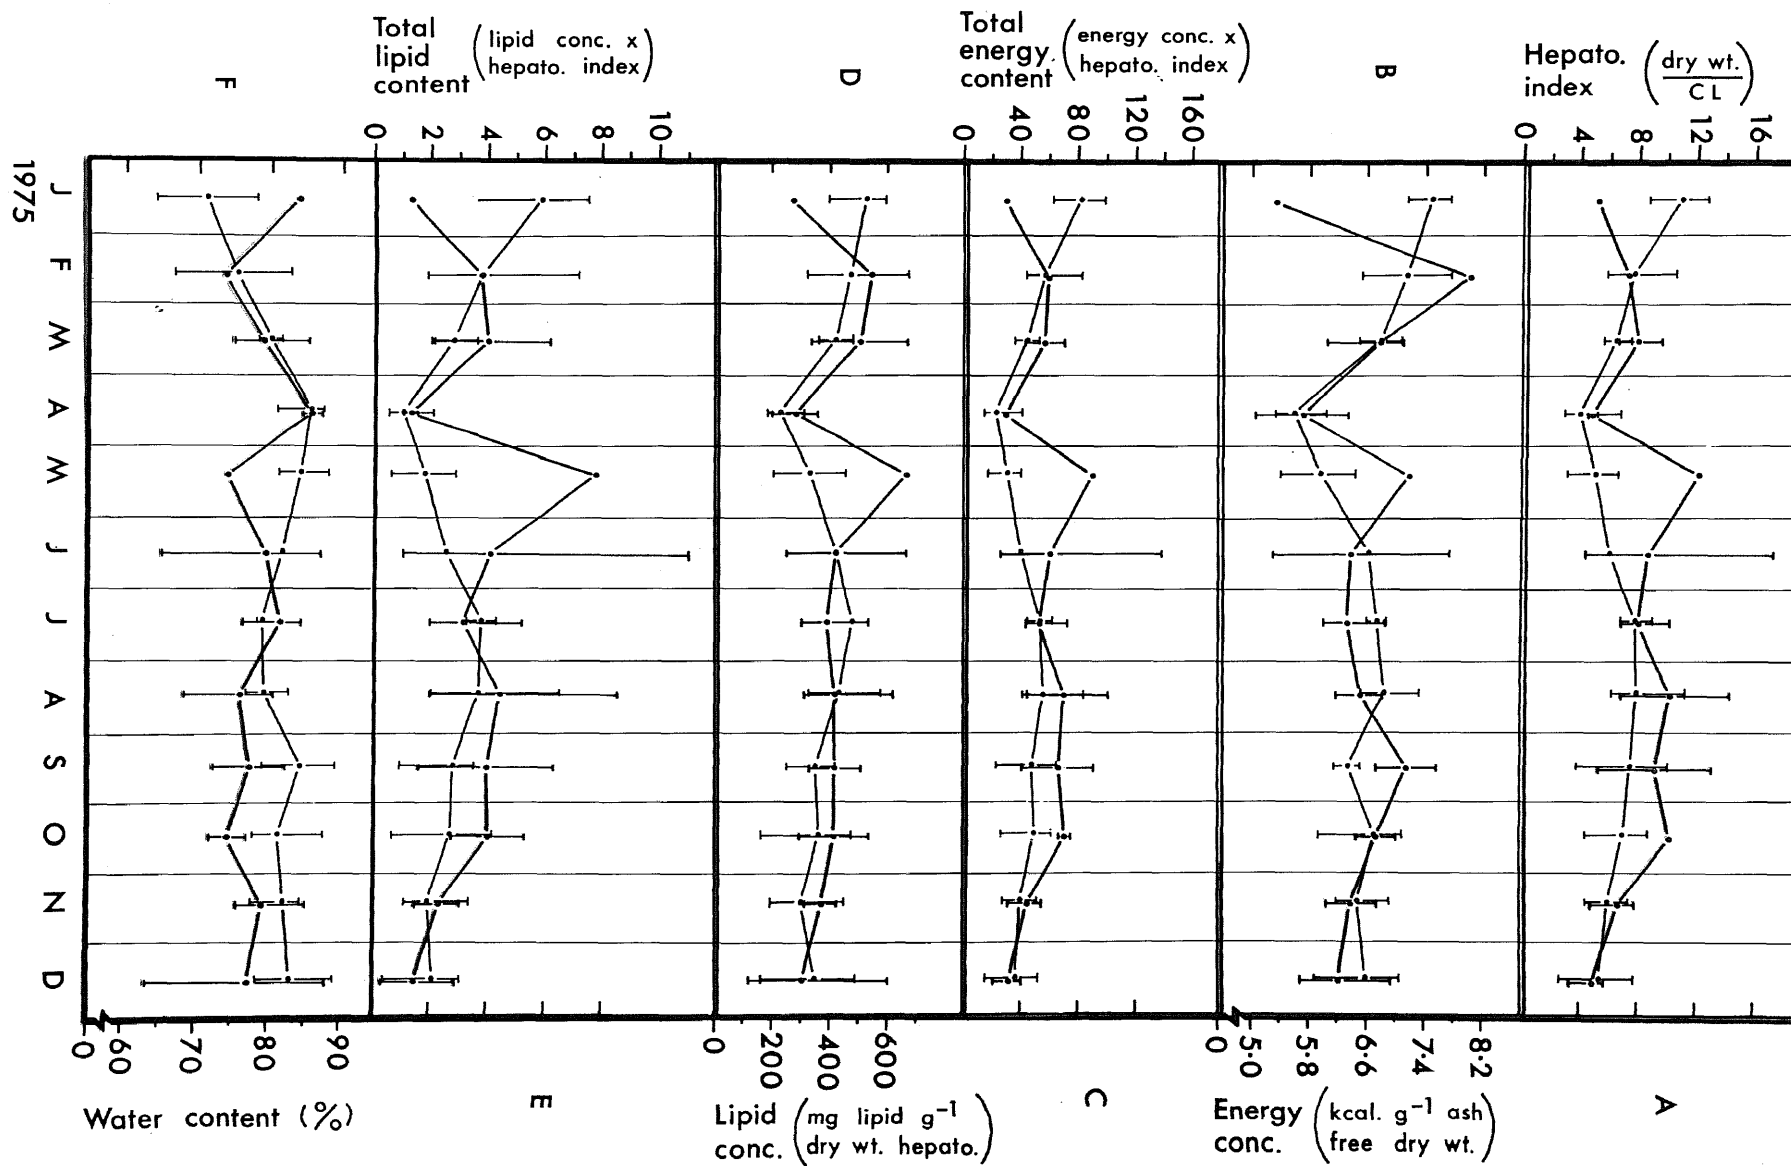 Total
lipid
content
(lipid conc. x
hepato. index)
Total
energy
content
(energy conc. x
hepato. index)
Hepato.
index
(dry wt.
CL)
F
D
B
0 2 4 6 8 10
0 40 80 120 160
0 4 8 12 16
J
F
M
A
M
J
J
A
S
O
N
D
1975
0 60 70 80 90
0 200 400 600
0 5·0 5·8 6·6 7·4 8·2
E
C
A
Water content (%)
Lipid
conc.
(mg lipid g⁻¹
dry wt. hepato.)
Energy
conc.
(kcal. g⁻¹ ash
free dry wt.)